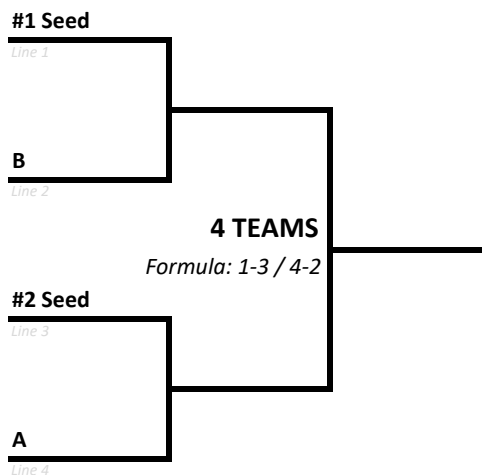 #1 Seed
Line 1
B
Line 2
4 TEAMS
Formula: 1-3 / 4-2
#2 Seed
Line 3
A
Line 4